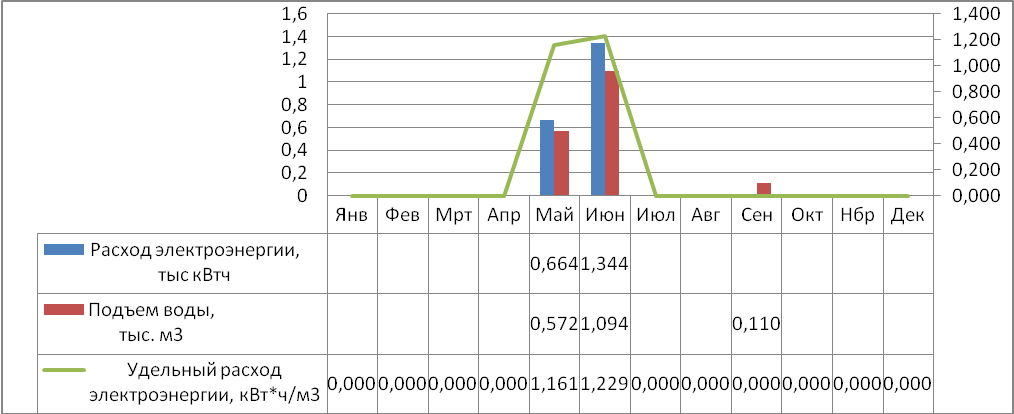 1,6
1,4
1,2
1
0,8
0,6
0,4
0,2
0
1,400
1,200
1,000
0,800
0,600
0,400
0,200
0,000
Янв Фев Мрт Апр Май Июн Июл Авг Сен Окт Нбр Дек
Расход электроэнергии,
тыс кВтч
0,664 1,344
Подъем воды,
тыс. м3
0,572 1,094 0,110
Удельный расход
электроэнергии, кВт*ч/м3
0,000 0,000 0,000 0,000 1,161 1,229 0,000 0,000 0,000 0,000 0,000 0,000